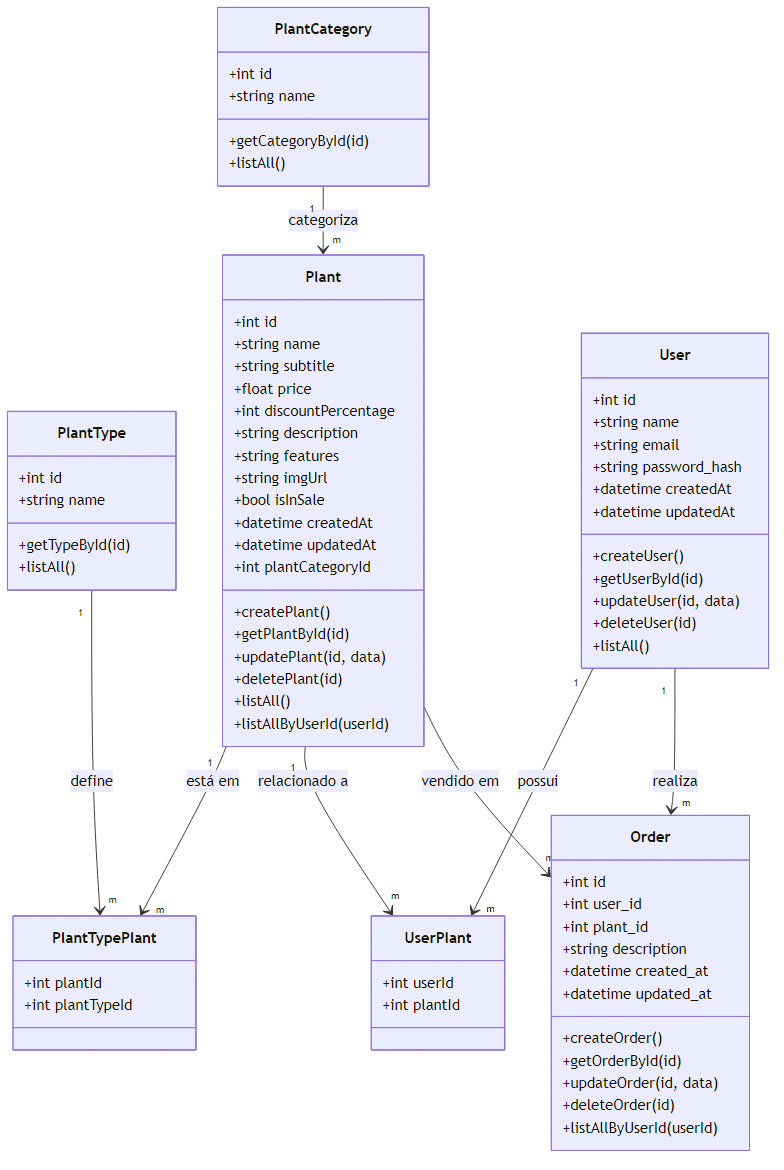 PlantCategory
+int id
+string name
+getCategoryById(id)
+listAll()
1
categoriza
m
Plant
+int id
+string name
+string subtitle
+float price
+int discountPercentage
+string description
+string features
+string imgUrl
+bool isInSale
+datetime createdAt
+datetime updatedAt
+int plantCategoryId
+createPlant()
+getPlantById(id)
+updatePlant(id, data)
+deletePlant(id)
+listAll()
+listAllByUserId(userId)
User
+int id
+string name
+string email
+string password_hash
+datetime createdAt
+datetime updatedAt
+createUser()
+getUserById(id)
+updateUser(id, data)
+deleteUser(id)
+listAll()
PlantType
+int id
+string name
+getTypeById(id)
+listAll()
1
define
m
1
está em
m
1
relacionado a
m
vendido em
m
1
possui
m
1
realiza
m
PlantTypePlant
+int plantId
+int plantTypeId
UserPlant
+int userId
+int plantId
Order
+int id
+int user_id
+int plant_id
+string description
+datetime created_at
+datetime updated_at
+createOrder()
+getOrderById(id)
+updateOrder(id, data)
+deleteOrder(id)
+listAllByUserId(userId)